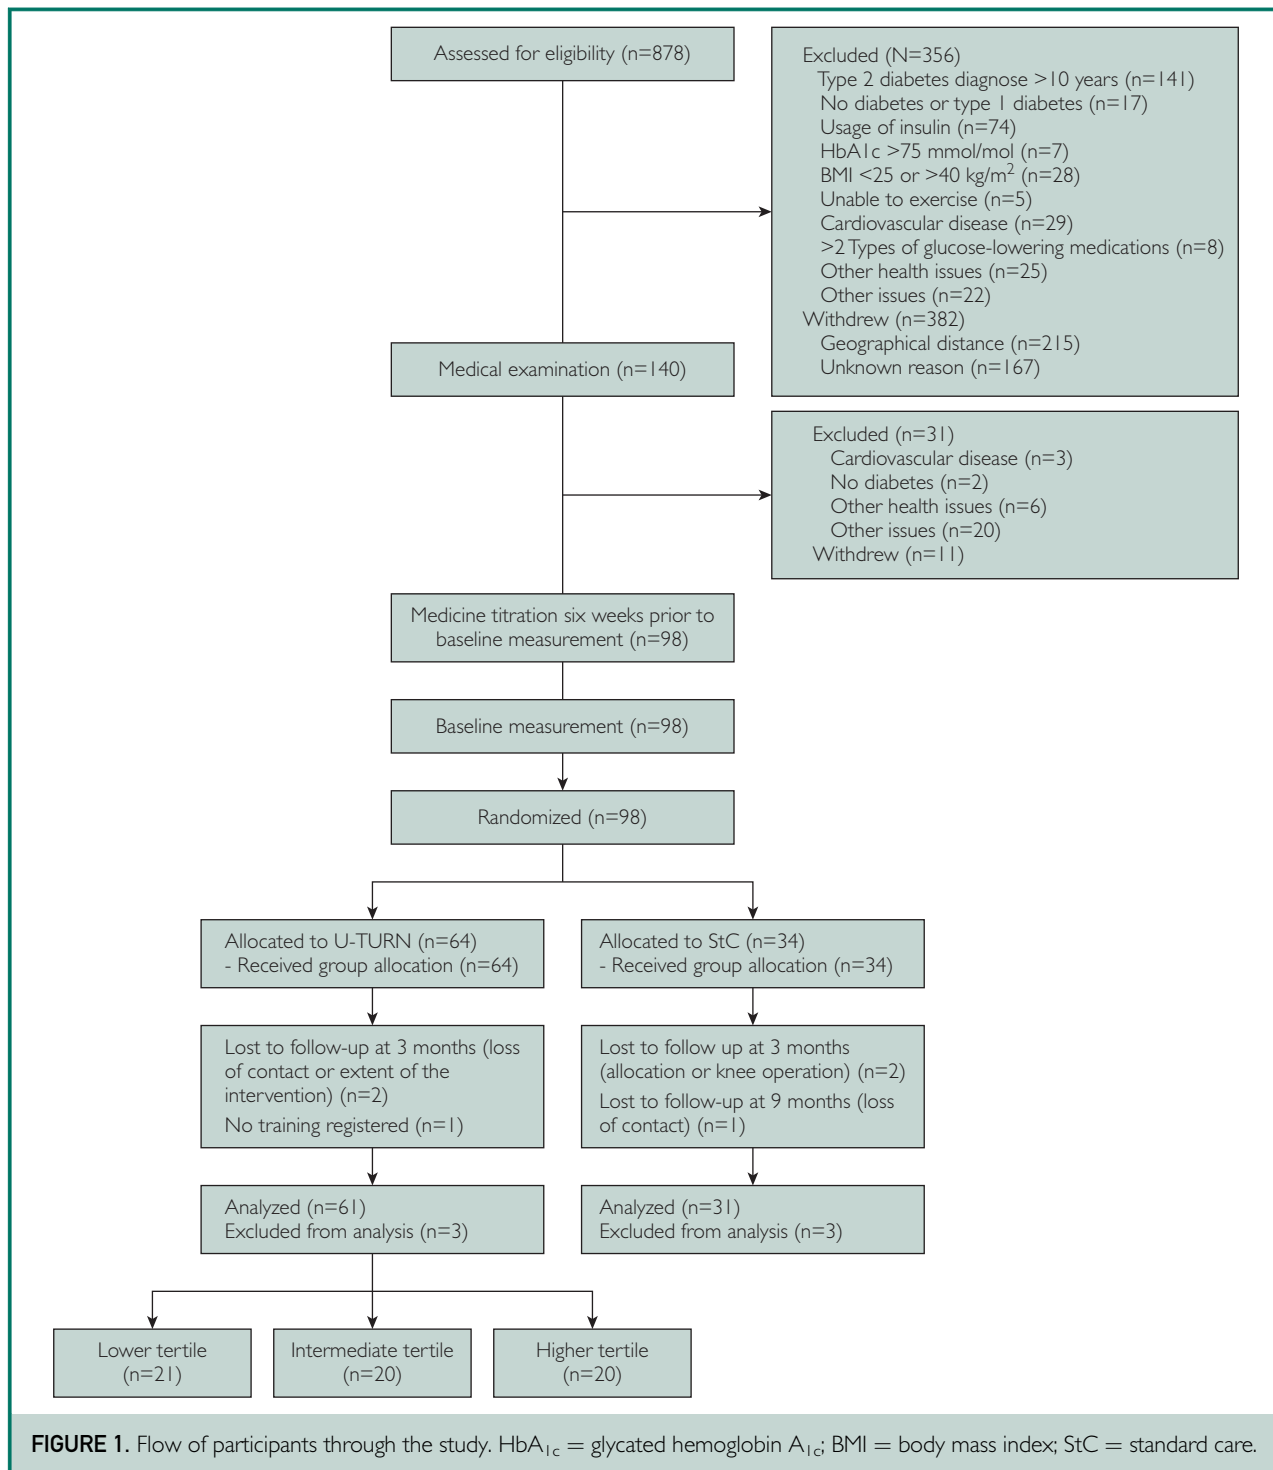 Assessed for eligibility (n=878)
Excluded (N=356)
Type 2 diabetes diagnose >10 years (n=141)
No diabetes or type 1 diabetes (n=17)
Usage of insulin (n=74)
HbA1c >75 mmol/mol (n=7)
BMI <25 or >40 kg/m² (n=28)
Unable to exercise (n=5)
Cardiovascular disease (n=29)
>2 Types of glucose-lowering medications (n=8)
Other health issues (n=25)
Other issues (n=22)
Withdrew (n=382)
Geographical distance (n=215)
Unknown reason (n=167)
Medical examination (n=140)
Excluded (n=31)
Cardiovascular disease (n=3)
No diabetes (n=2)
Other health issues (n=6)
Other issues (n=20)
Withdrew (n=11)
Medicine titration six weeks prior to
baseline measurement (n=98)
Baseline measurement (n=98)
Randomized (n=98)
Allocated to U-TURN (n=64)
- Received group allocation (n=64)
Allocated to StC (n=34)
- Received group allocation (n=34)
Lost to follow-up at 3 months (loss
of contact or extent of the
intervention) (n=2)
No training registered (n=1)
Lost to follow up at 3 months
(allocation or knee operation) (n=2)
Lost to follow-up at 9 months (loss
of contact) (n=1)
Analyzed (n=61)
Excluded from analysis (n=3)
Analyzed (n=31)
Excluded from analysis (n=3)
Lower tertile
(n=21)
Intermediate tertile
(n=20)
Higher tertile
(n=20)
FIGURE 1. Flow of participants through the study. HbA1c = glycated hemoglobin A1c; BMI = body mass index; StC = standard care.